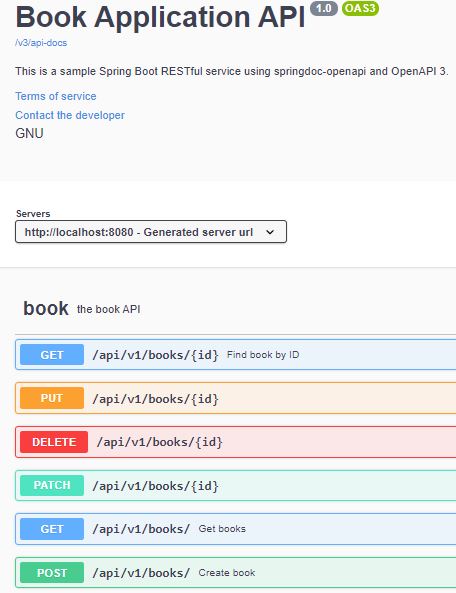 Book Application API 1.0 OAS3
/v3/api-docs
This is a sample Spring Boot RESTful service using springdoc-openapi and OpenAPI 3.
Terms of service
Contact the developer
GNU
Servers
http://localhost:8080 - Generated server url
book the book API
GET /api/v1/books/{id} Find book by ID
PUT /api/v1/books/{id}
DELETE /api/v1/books/{id}
PATCH /api/v1/books/{id}
GET /api/v1/books/ Get books
POST /api/v1/books/ Create book